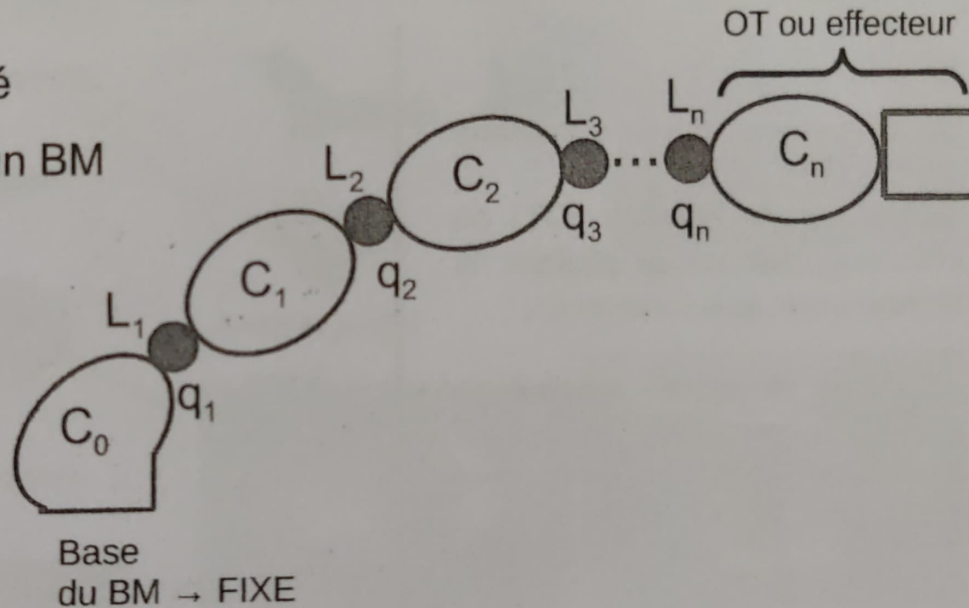 OT ou effecteur
é
n BM
L₃
Lₙ
Cₙ
L₂
C₂
q₃
qₙ
C₁
q₂
L₁
q₁
C₀
Base
du BM → FIXE